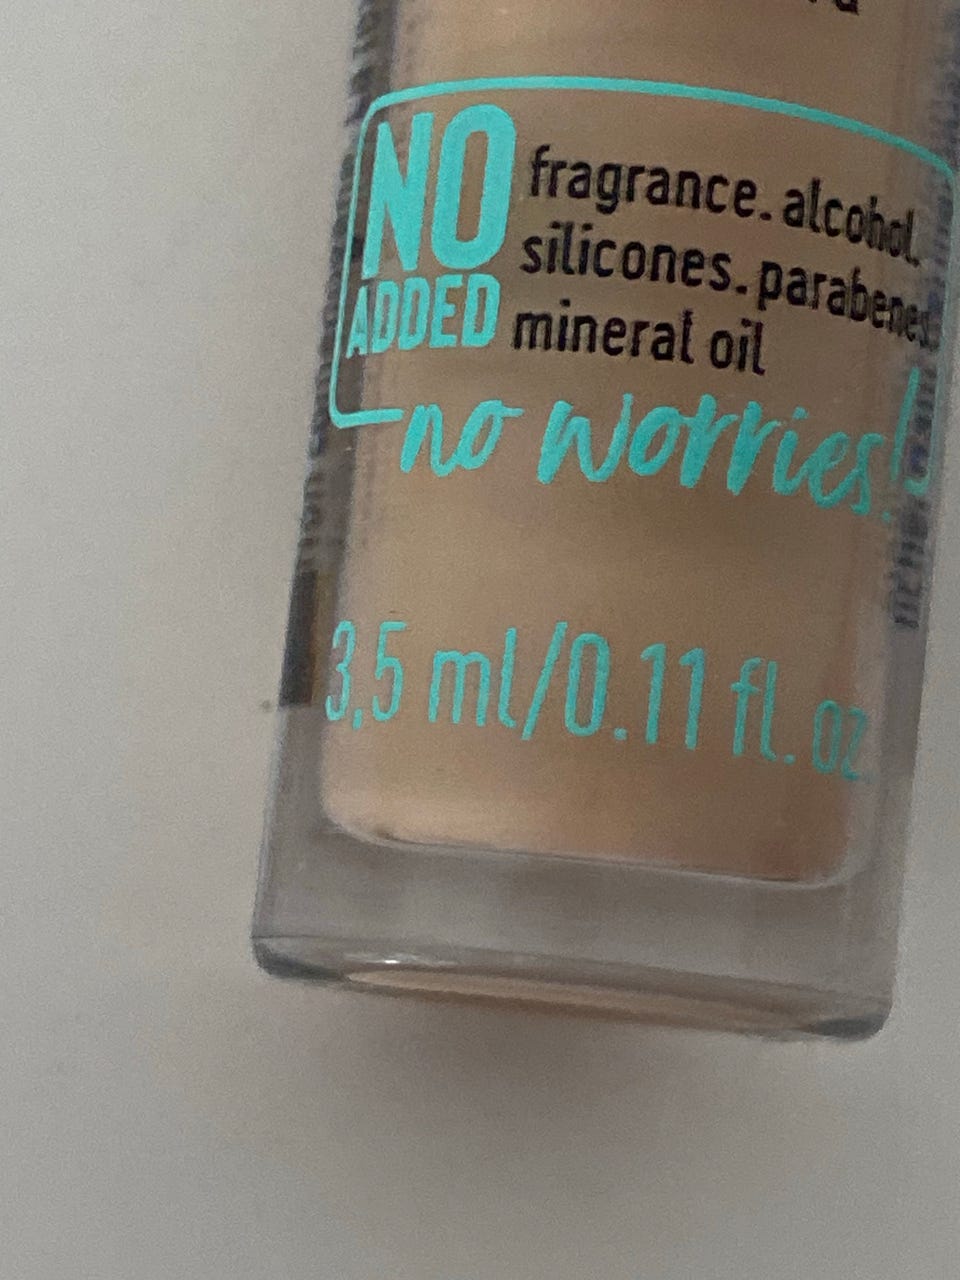 NO ADDED
fragrance. alcohol.
silicones. parabenes
mineral oil
no worries!
3,5 ml/0.11 fl. oz.